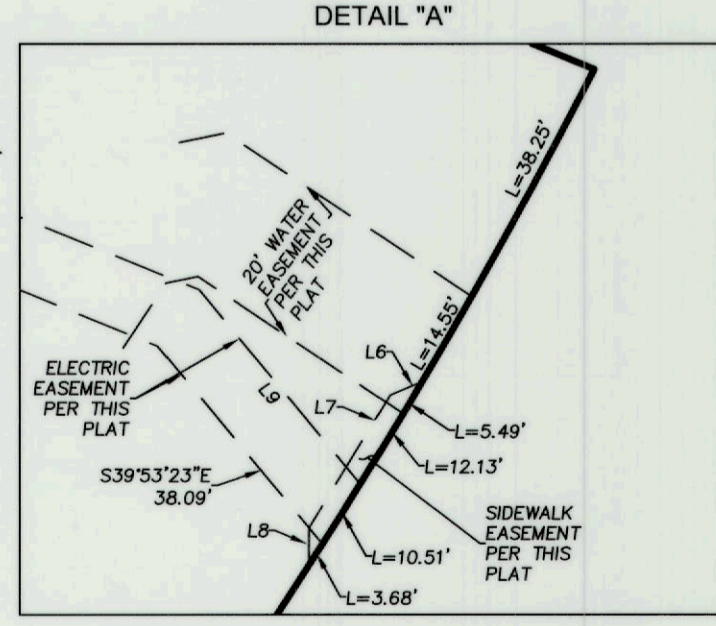 DETAIL "A"
L=38.25'
20' WATER
EASEMENT
PER THIS
PLAT
L=14.55'
L6
L7
ELECTRIC
EASEMENT
PER THIS
PLAT
L9
L=5.49'
L=12.13'
S39°53'23"E
38.09'
SIDEWALK
EASEMENT
PER THIS
PLAT
L8
L=10.51'
L=3.68'